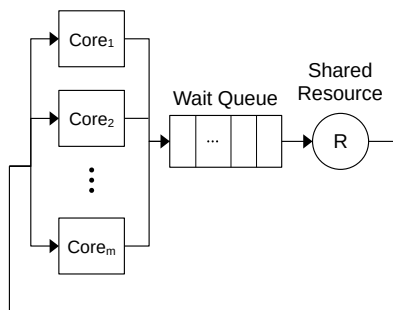 Core₁
Shared
Resource
Wait Queue
Core₂
...
R
Coreₘ